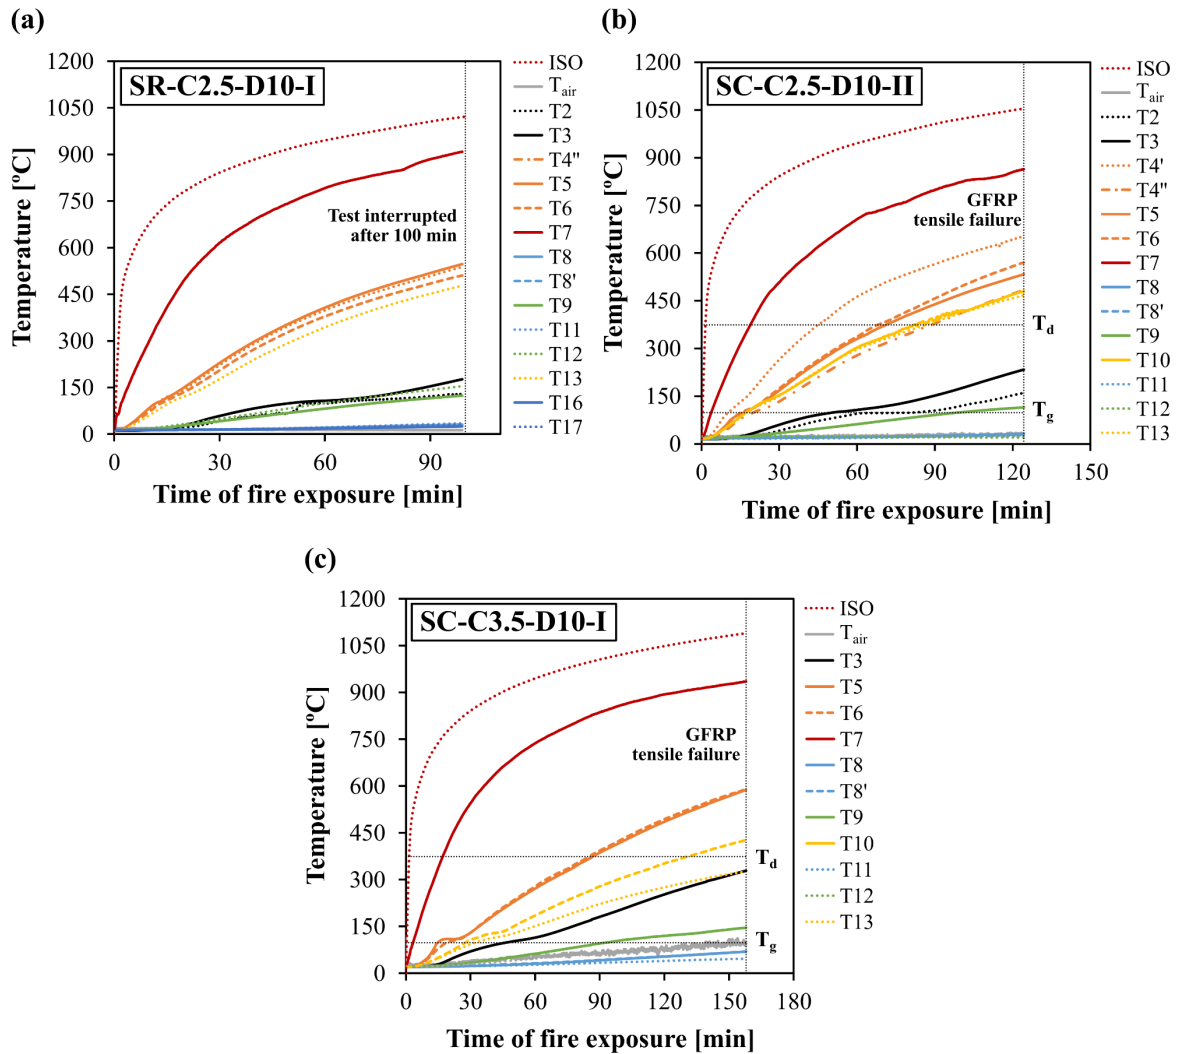 (a)
SR-C2.5-D10-I
Temperature [ºC]
1200
1050
900
750
600
450
300
150
0
0
30
60
90
Time of fire exposure [min]
Test interrupted
after 100 min
ISO
Tair
T2
T3
T4"
T5
T6
T7
T8
T8'
T9
T11
T12
T13
T16
T17
(b)
SC-C2.5-D10-II
Temperature [ºC]
1200
1050
900
750
600
450
300
150
0
0
30
60
90
120
150
Time of fire exposure [min]
GFRP
tensile failure
Td
Tg
ISO
Tair
T2
T3
T4'
T4"
T5
T6
T7
T8
T8'
T9
T10
T11
T12
T13
(c)
SC-C3.5-D10-I
Temperature [ºC]
1200
1050
900
750
600
450
300
150
0
0
30
60
90
120
150
180
Time of fire exposure [min]
GFRP
tensile failure
Td
Tg
ISO
Tair
T3
T5
T6
T7
T8
T8'
T9
T10
T11
T12
T13